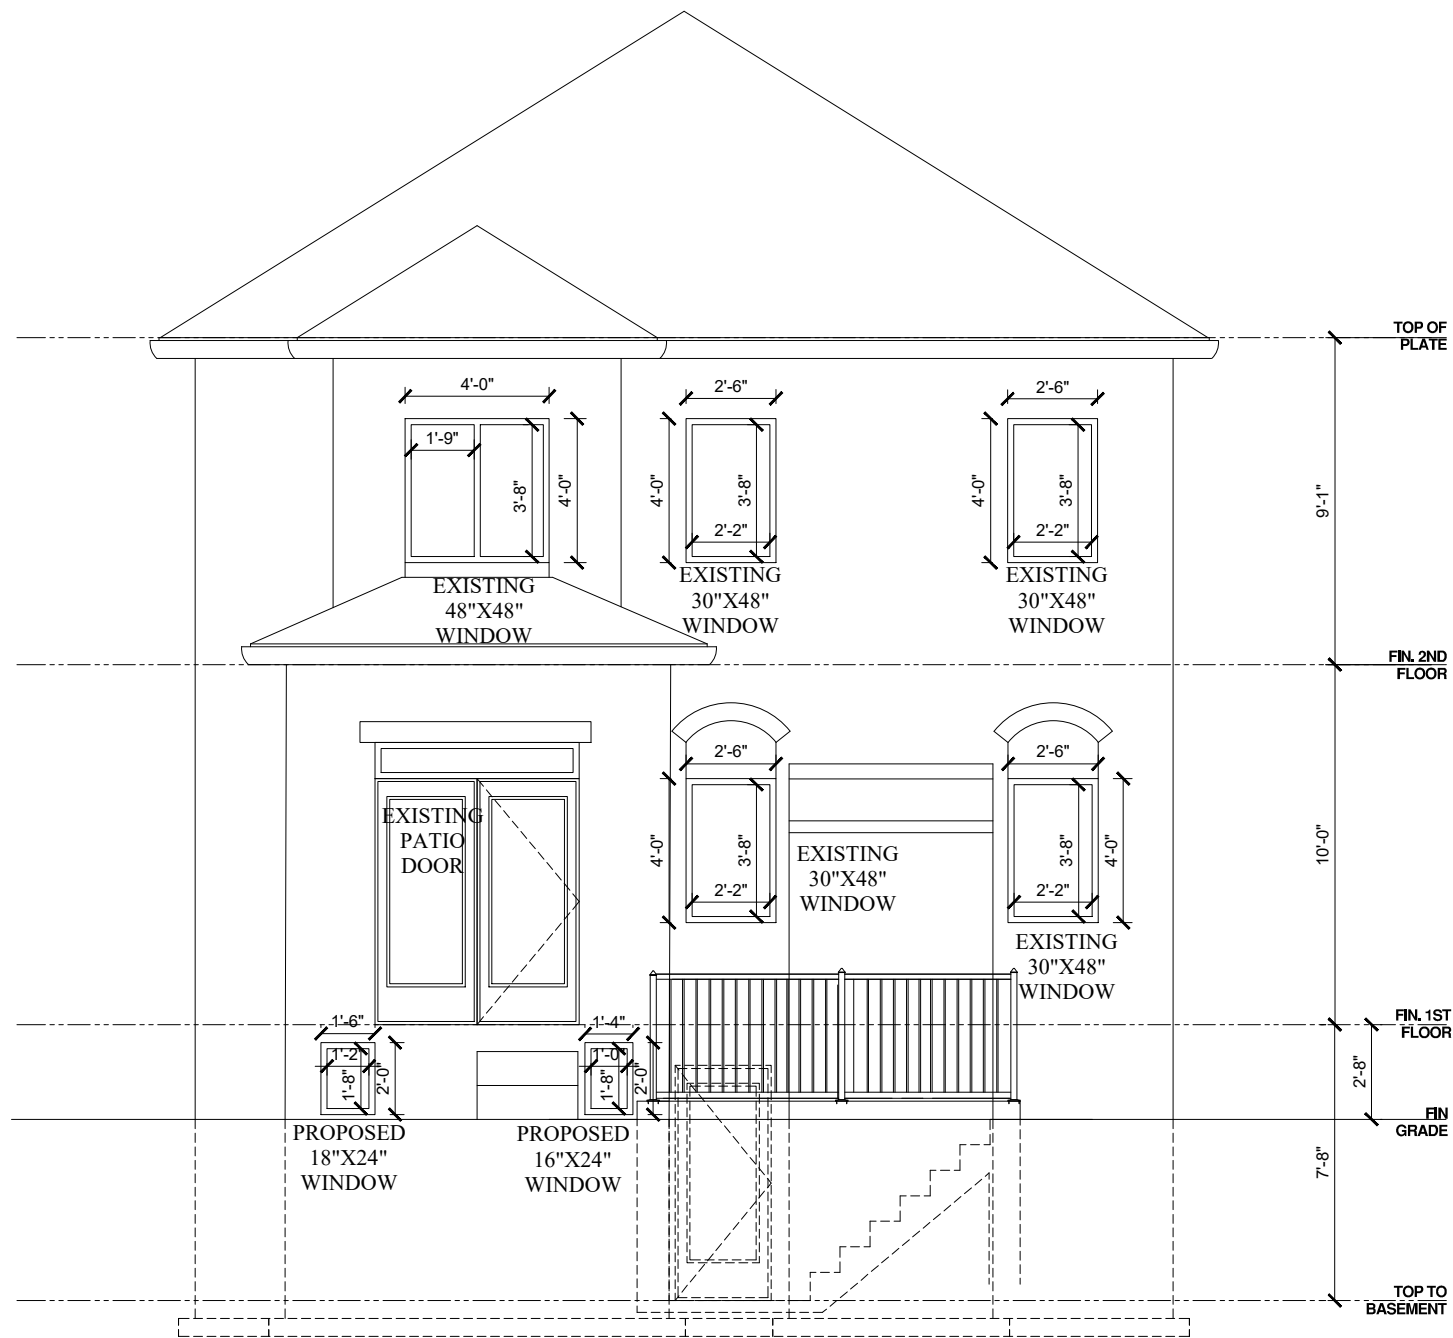 TOP OF
PLATE
4'-0"
2'-6"
2'-6"
1'-9"
3'-8"
4'-0"
4'-0"
3'-8"
2'-2"
4'-0"
3'-8"
2'-2"
9'-1"
EXISTING
48"X48"
WINDOW
EXISTING
30"X48"
WINDOW
EXISTING
30"X48"
WINDOW
FIN. 2ND
FLOOR
2'-6"
2'-6"
EXISTING
PATIO
DOOR
4'-0"
3'-8"
2'-2"
EXISTING
30"X48"
WINDOW
3'-8"
4'-0"
2'-2"
10'-0"
EXISTING
30"X48"
WINDOW
FIN. 1ST
FLOOR
1'-6"
1'-2"
1'-8"
2'-0"
1'-4"
1'-0"
1'-8"
2'-0"
2'-8"
FIN
GRADE
PROPOSED
18"X24"
WINDOW
PROPOSED
16"X24"
WINDOW
7'-8"
TOP TO
BASEMENT